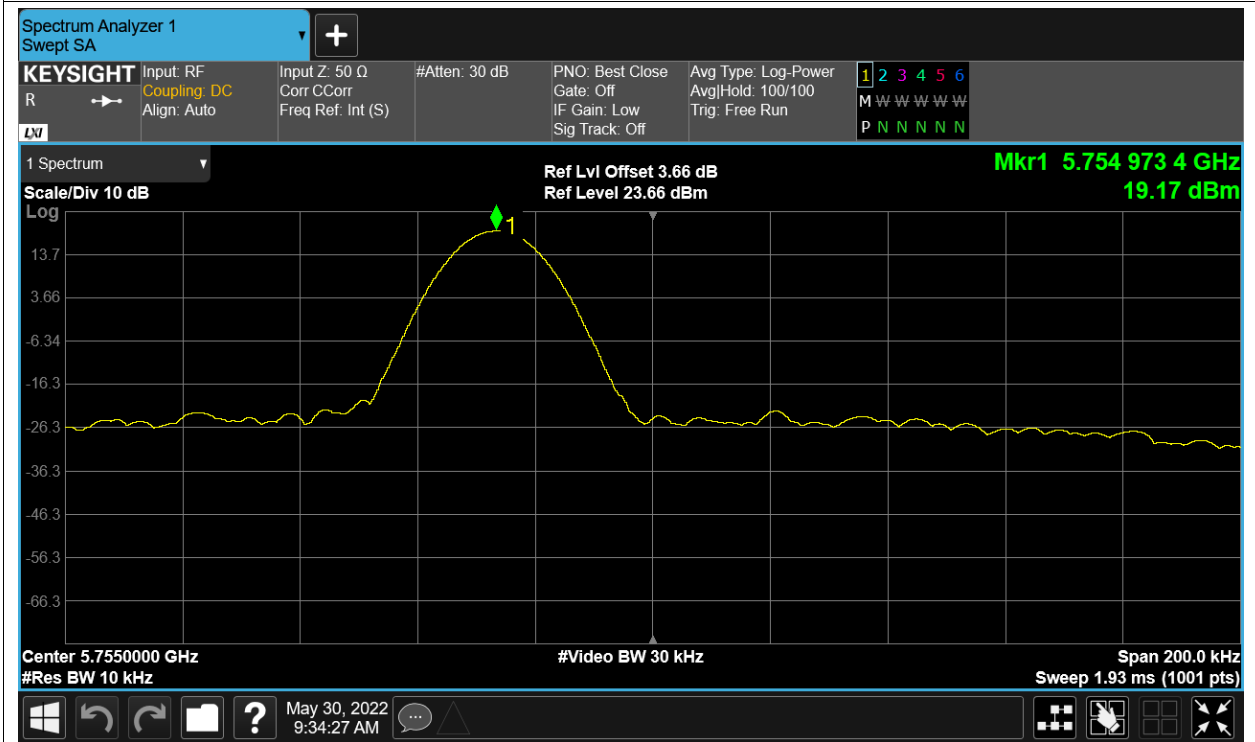 Spectrum Analyzer 1
Swept SA
▼
+
KEYSIGHT
R
LXI
Input: RF
Coupling: DC
Align: Auto
Input Z: 50 Ω
Corr CCorr
Freq Ref: Int (S)
#Atten: 30 dB
PNO: Best Close
Gate: Off
IF Gain: Low
Sig Track: Off
Avg Type: Log-Power
Avg|Hold: 100/100
Trig: Free Run
1 2 3 4 5 6
M W W W W W
P N N N N N
1 Spectrum
▼
Scale/Div 10 dB
Log
Ref Lvl Offset 3.66 dB
Ref Level 23.66 dBm
Mkr1 5.754 973 4 GHz
19.17 dBm
1
13.7
3.66
-6.34
-16.3
-26.3
-36.3
-46.3
-56.3
-66.3
Center 5.7550000 GHz
#Res BW 10 kHz
#Video BW 30 kHz
Span 200.0 kHz
Sweep 1.93 ms (1001 pts)
?
May 30, 2022
9:34:27 AM